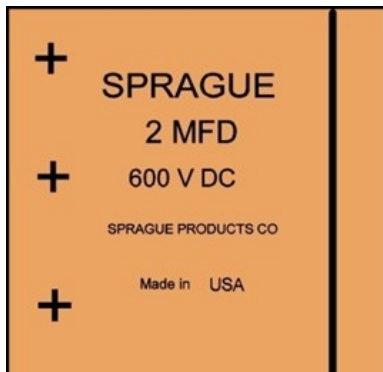 +
SPRAGUE
2 MFD
+
600 V DC
SPRAGUE PRODUCTS CO
Made in USA
+